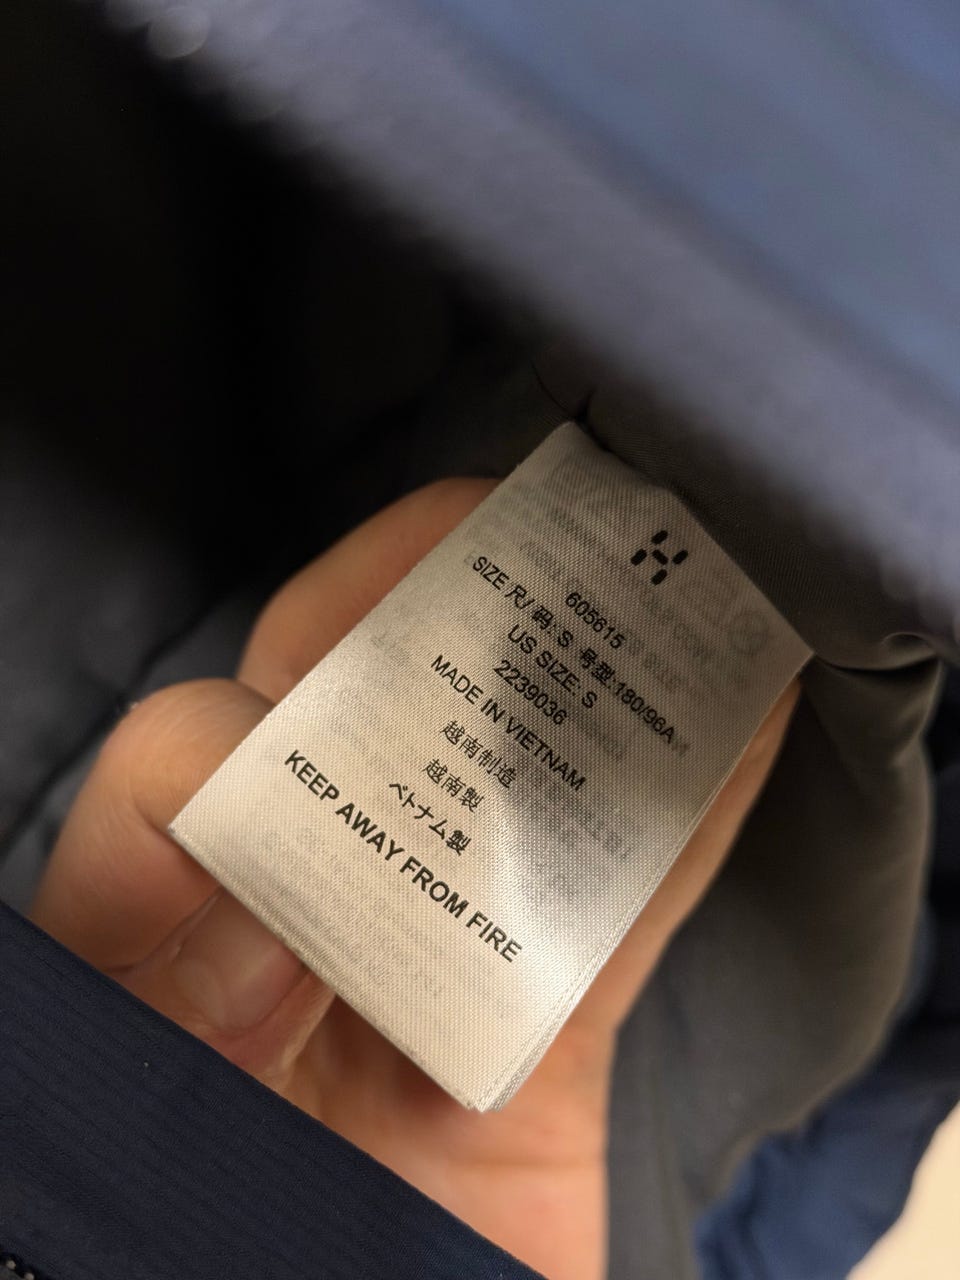 605615
SIZE 尺/ 码: S 号型:180/96A
US SIZE: S
2239036
MADE IN VIETNAM
越南制造
越南製
ベトナム製
KEEP AWAY FROM FIRE